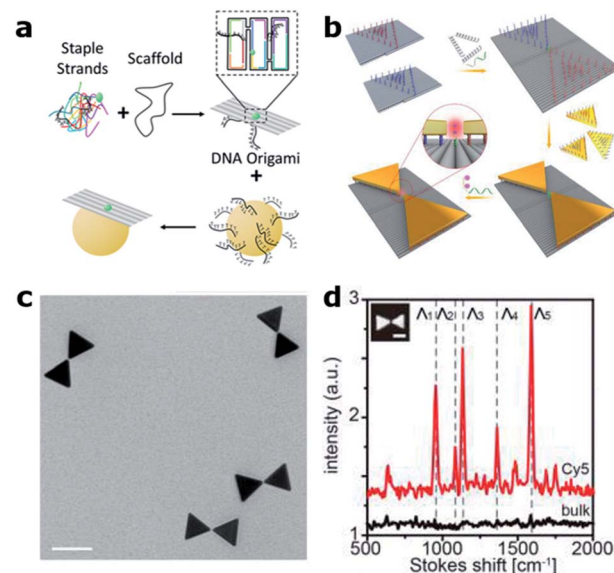 a
Staple
Strands
+
Scaffold
DNA Origami
+
b
c
d
3
2
1
intensity (a.u.)
Λ1 Λ2 Λ3 Λ4 Λ5
Cy5
bulk
500 1000 1500 2000
Stokes shift [cm-1]